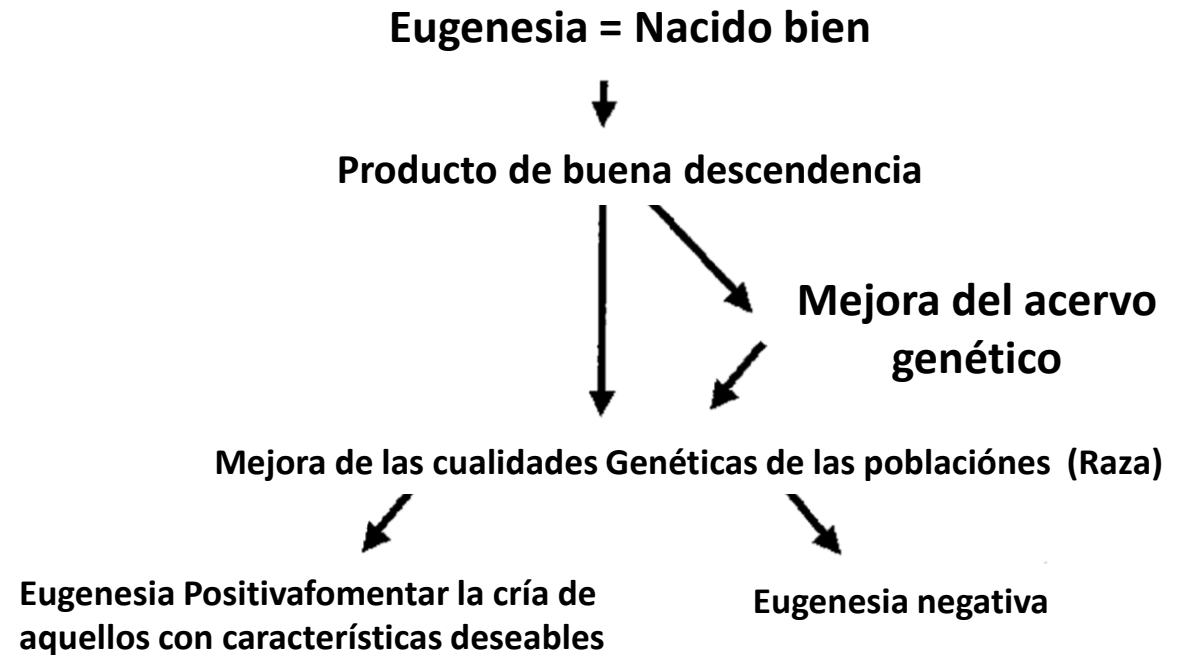 Eugenesia = Nacido bien
Producto de buena descendencia
Mejora del acervo
genético
Mejora de las cualidades Genéticas de las poblaciónes (Raza)
Eugenesia Positivafomentar la cría de
aquellos con características deseables
Eugenesia negativa